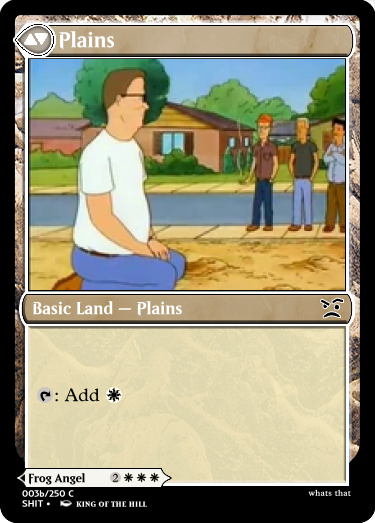 Plains
Basic Land — Plains
: Add
Frog Angel 2
003b/250 C
whats that
SHIT • KING OF THE HILL